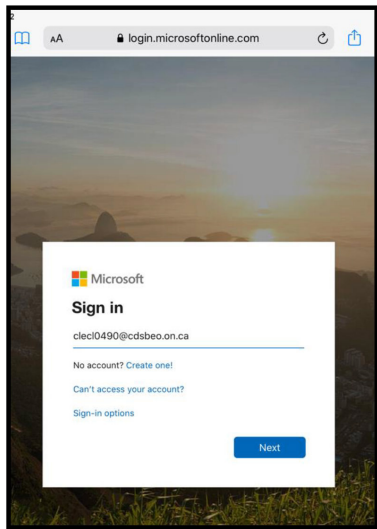 2
AA login.microsoftonline.com
Microsoft
Sign in
clecl0490@cdsbeo.on.ca
No account? Create one!
Can't access your account?
Sign-in options
Next